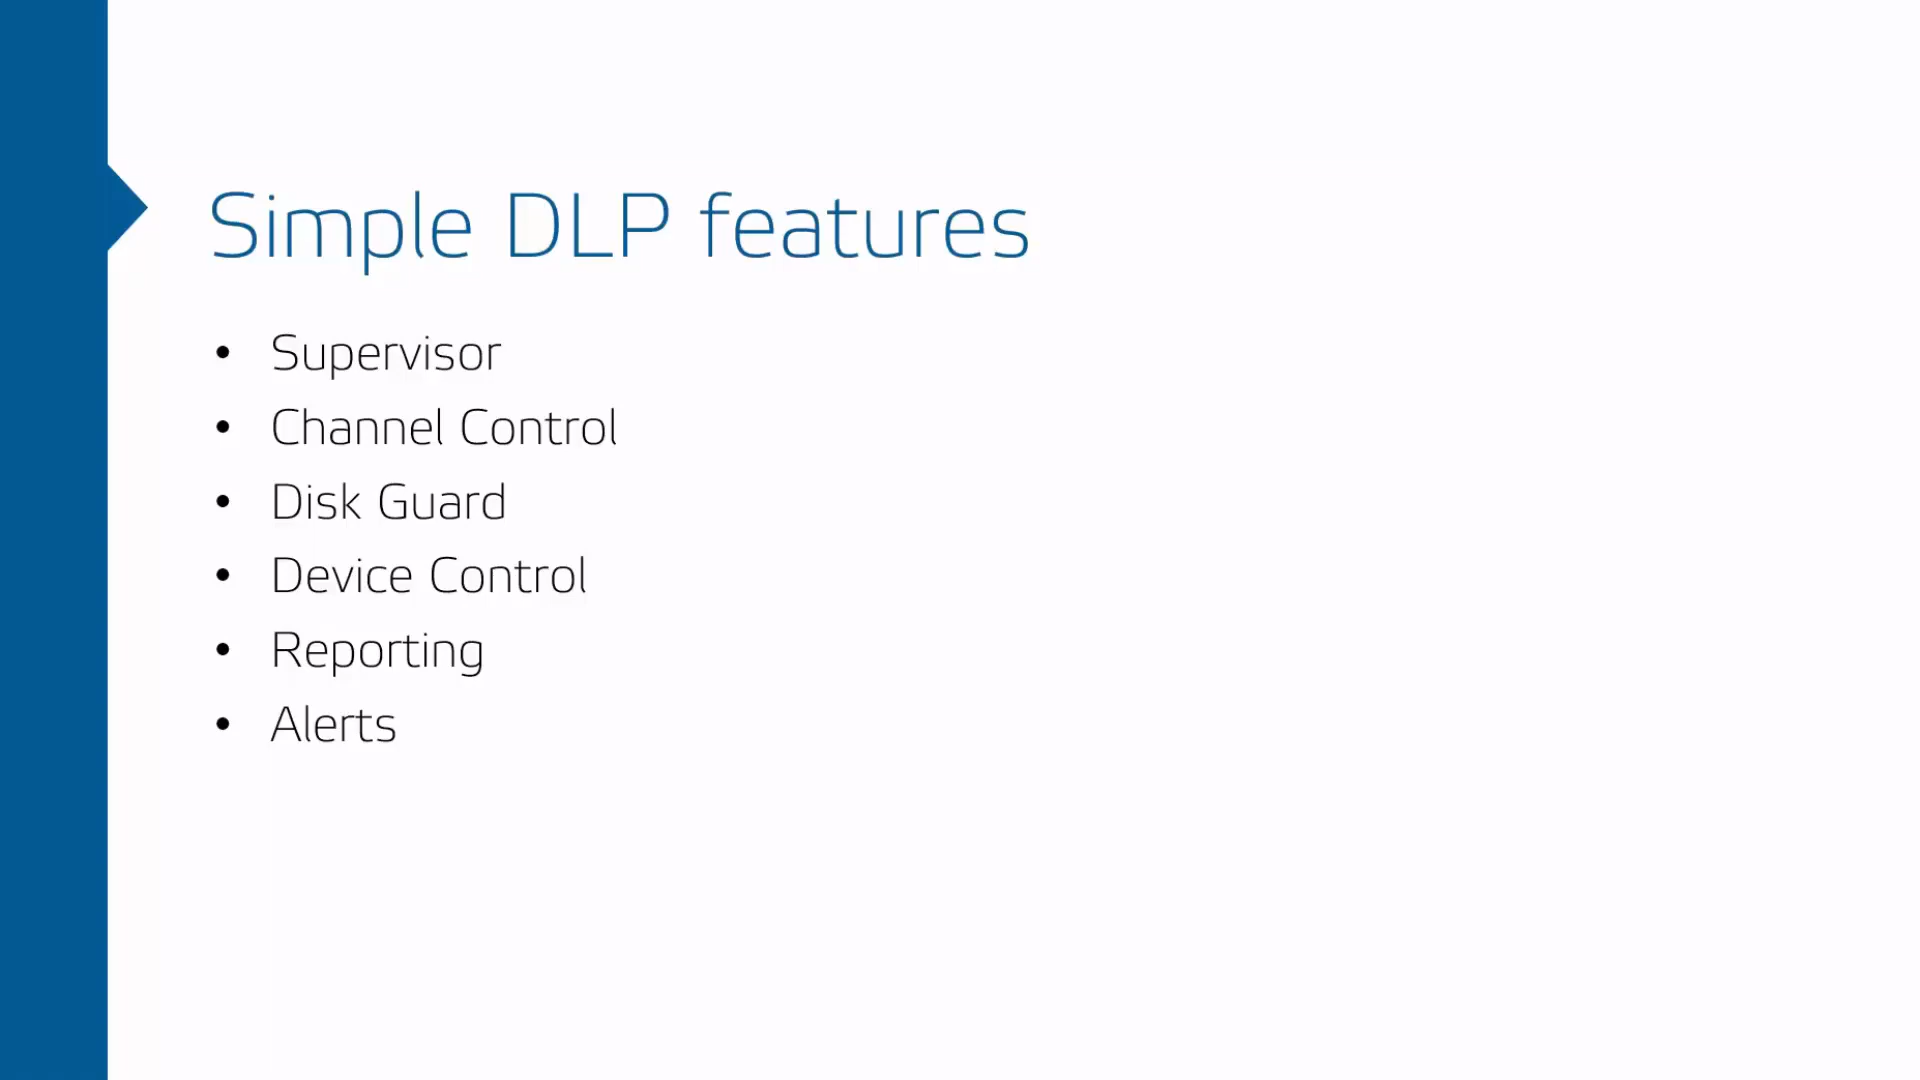 Simple DLP features
• Supervisor
• Channel Control
• Disk Guard
• Device Control
• Reporting
• Alerts